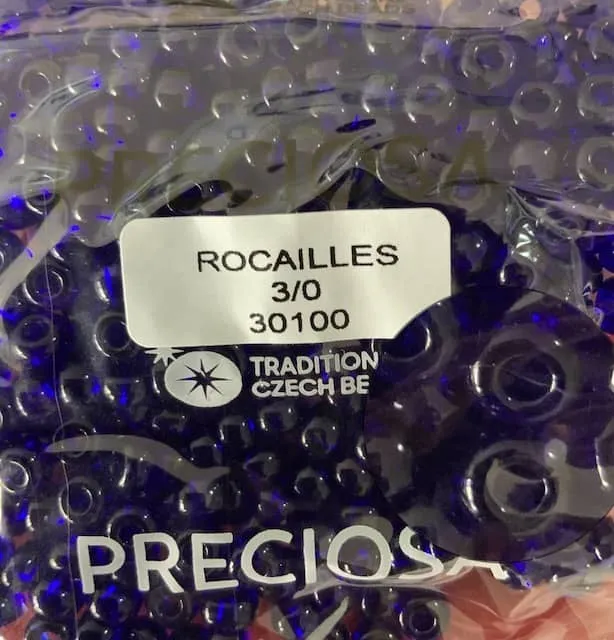 PRECIOSA
ROCAILLES
3/0
30100
TRADITION
CZECH BE
PRECIOSA